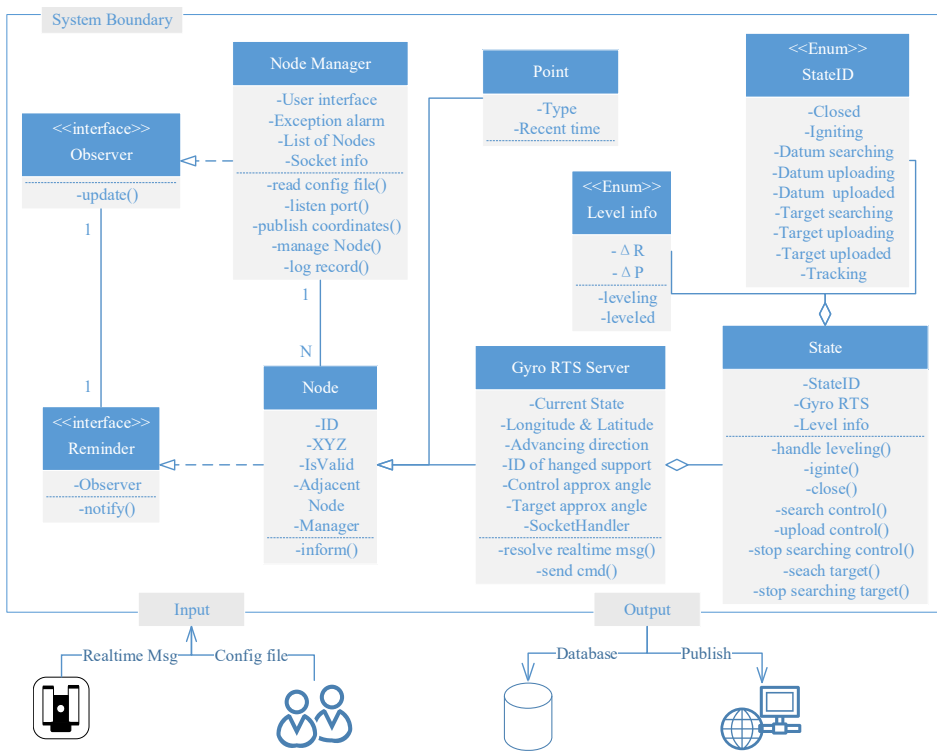 System Boundary
Node Manager
-User interface
-Exception alarm
-List of Nodes
-Socket info
-read config file()
-listen port()
-publish coordinates()
-manage Node()
-log record()
Point
-Type
-Recent time
<<Enum>>
StateID
-Closed
-Igniting
-Datum searching
-Datum uploading
-Datum uploaded
-Target searching
-Target uploading
-Target uploaded
-Tracking
<<interface>>
Observer
-update()
<<Enum>>
Level info
- Δ R
- Δ P
-leveling
-leveled
1
1
N
1
<<interface>>
Reminder
-Observer
-notify()
Node
-ID
-XYZ
-IsValid
-Adjacent
Node
-Manager
-inform()
Gyro RTS Server
-Current State
-Longitude & Latitude
-Advancing direction
-ID of hanged support
-Control approx angle
-Target approx angle
-SocketHandler
-resolve realtime msg()
-send cmd()
State
-StateID
-Gyro RTS
-Level info
-handle leveling()
-iginte()
-close()
-search control()
-upload control()
-stop searching control()
-seach target()
-stop searching target()
Input
Output
Realtime Msg
Config file
Database
Publish